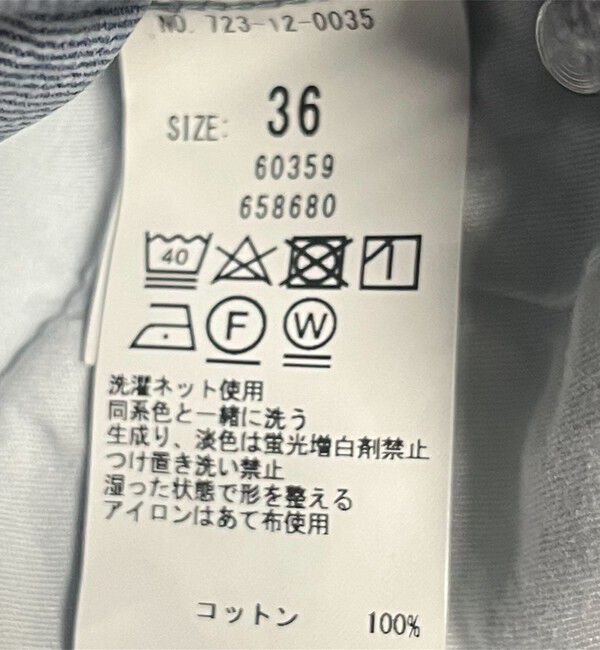 NO. 723-12-0035
SIZE: 36
60359
658680
40
F W
洗濯ネット使用
同系色と一緒に洗う
生成り、淡色は蛍光増白剤禁止
つけ置き洗い禁止
湿った状態で形を整える
アイロンはあて布使用
コットン 100%